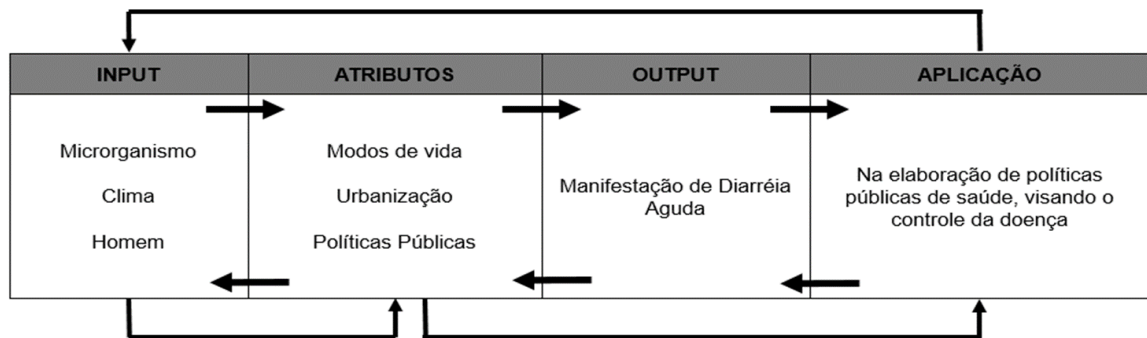 INPUT
ATRIBUTOS
OUTPUT
APLICAÇÃO
Microrganismo
Clima
Homem
Modos de vida
Urbanização
Políticas Públicas
Manifestação de Diarréia
Aguda
Na elaboração de políticas
públicas de saúde, visando o
controle da doença